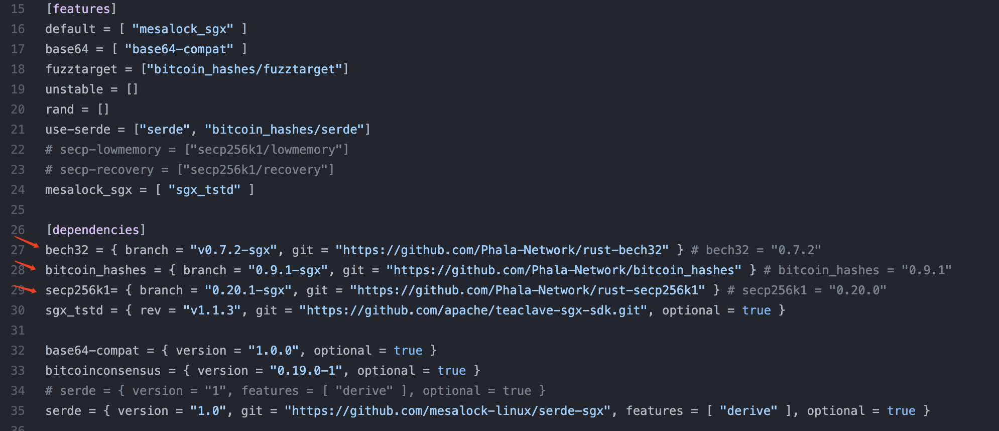 15 [features]
16 default = [ "mesalock_sgx" ]
17 base64 = [ "base64-compat" ]
18 fuzztarget = ["bitcoin_hashes/fuzztarget"]
19 unstable = []
20 rand = []
21 use-serde = ["serde", "bitcoin_hashes/serde"]
22 # secp-lowmemory = ["secp256k1/lowmemory"]
23 # secp-recovery = ["secp256k1/recovery"]
24 mesalock_sgx = [ "sgx_tstd" ]
25
26 [dependencies]
27 bech32 = { branch = "v0.7.2-sgx", git = "https://github.com/Phala-Network/rust-bech32" } # bech32 = "0.7.2"
28 bitcoin_hashes = { branch = "0.9.1-sgx", git = "https://github.com/Phala-Network/bitcoin_hashes" } # bitcoin_hashes = "0.9.1"
29 secp256k1= { branch = "0.20.1-sgx", git = "https://github.com/Phala-Network/rust-secp256k1" } # secp256k1 = "0.20.0"
30 sgx_tstd = { rev = "v1.1.3", git = "https://github.com/apache/teaclave-sgx-sdk.git", optional = true }
31
32 base64-compat = { version = "1.0.0", optional = true }
33 bitcoinconsensus = { version = "0.19.0-1", optional = true }
34 # serde = { version = "1", features = [ "derive" ], optional = true }
35 serde = { version = "1.0", git = "https://github.com/mesalock-linux/serde-sgx", features = [ "derive" ], optional = true }
36